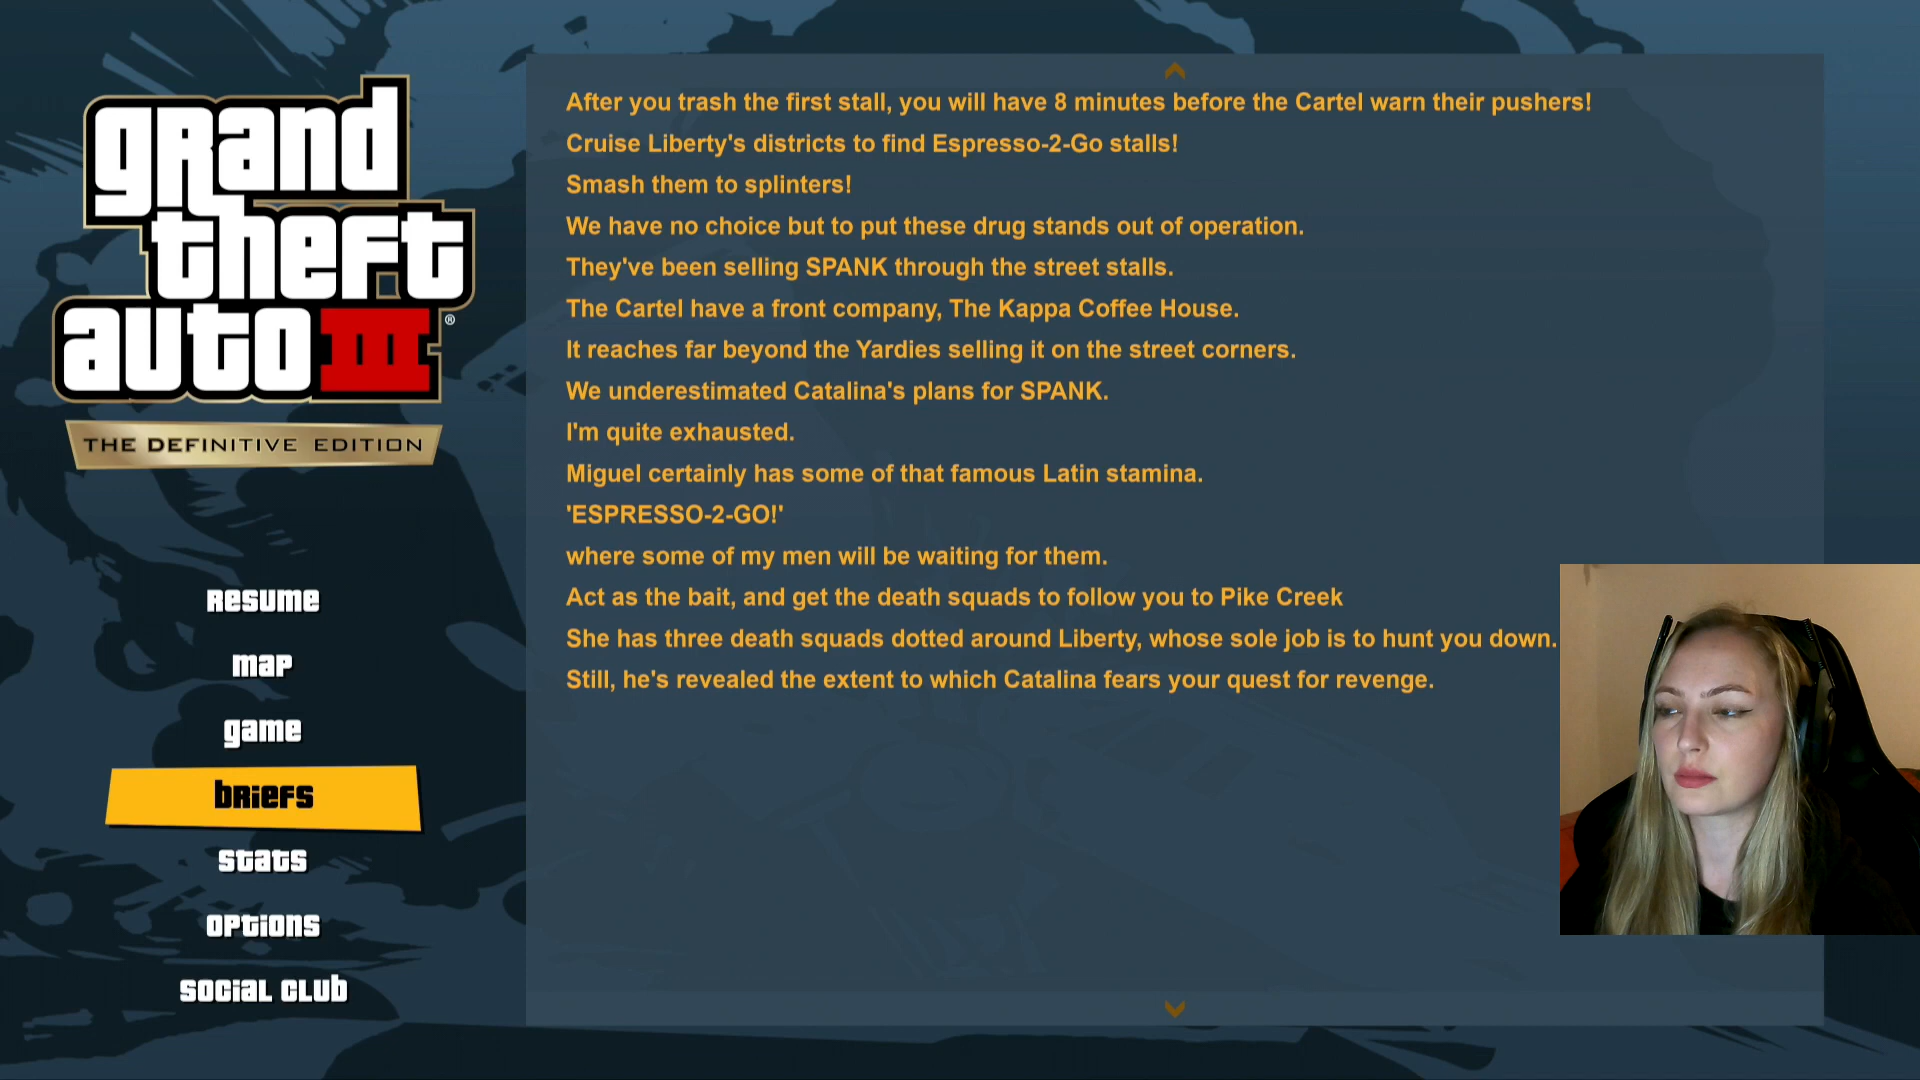 grand
theft
auto III ®
THE DEFINITIVE EDITION
resume
map
game
briefs
stats
options
social club
After you trash the first stall, you will have 8 minutes before the Cartel warn their pushers!
Cruise Liberty's districts to find Espresso-2-Go stalls!
Smash them to splinters!
We have no choice but to put these drug stands out of operation.
They've been selling SPANK through the street stalls.
The Cartel have a front company, The Kappa Coffee House.
It reaches far beyond the Yardies selling it on the street corners.
We underestimated Catalina's plans for SPANK.
I'm quite exhausted.
Miguel certainly has some of that famous Latin stamina.
'ESPRESSO-2-GO!'
where some of my men will be waiting for them.
Act as the bait, and get the death squads to follow you to Pike Creek
She has three death squads dotted around Liberty, whose sole job is to hunt you down.
Still, he's revealed the extent to which Catalina fears your quest for revenge.